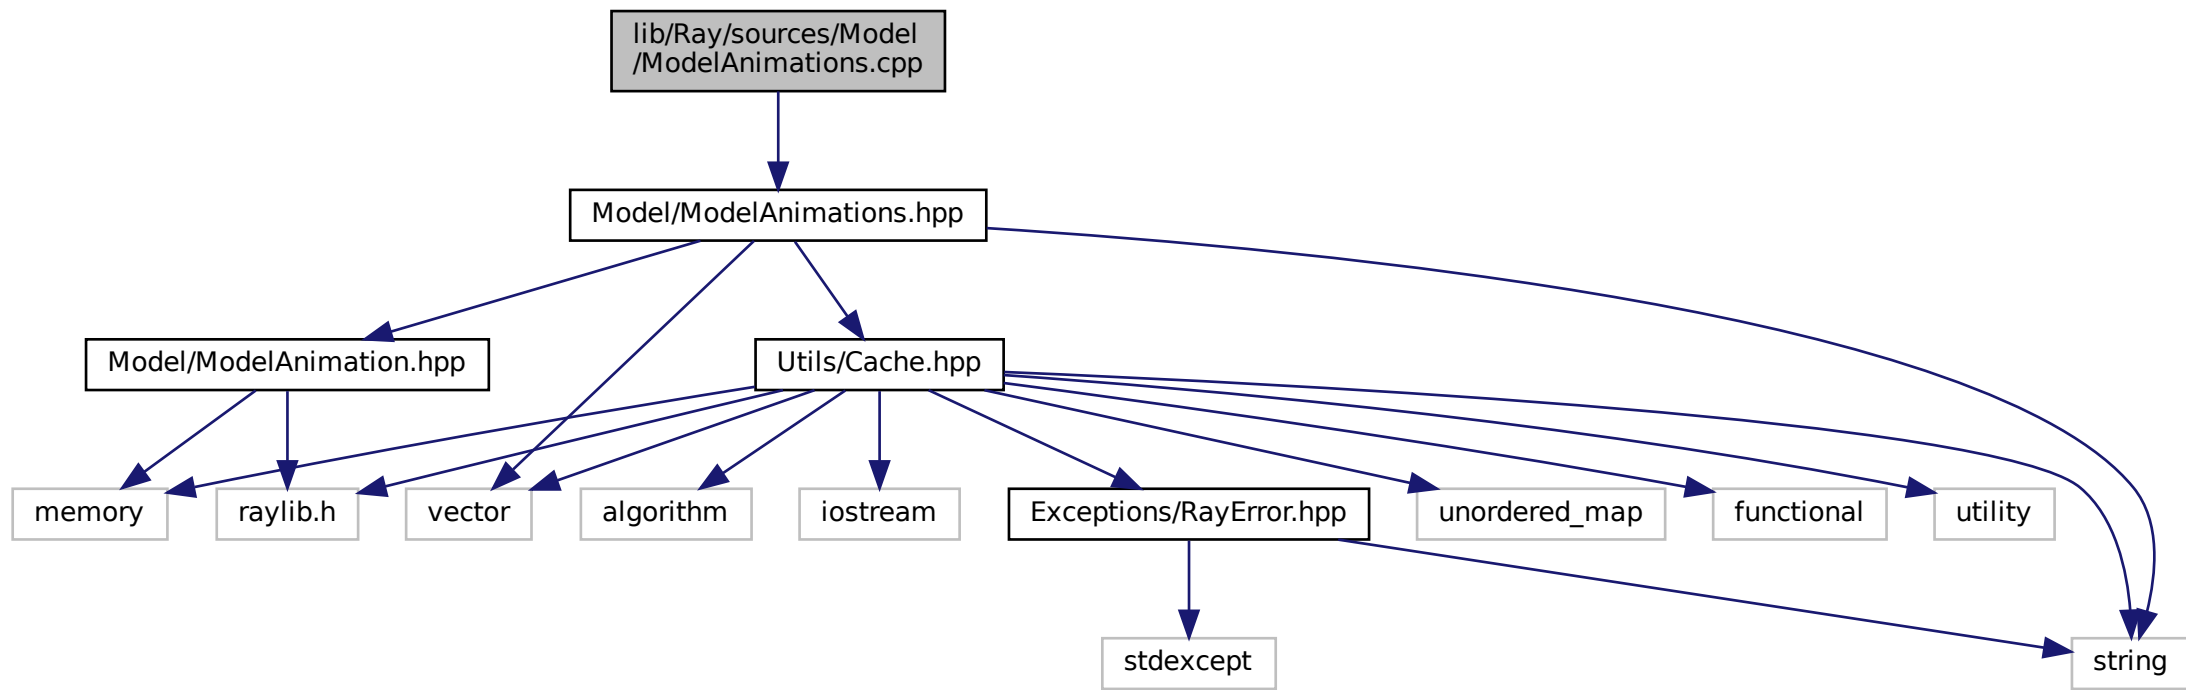 lib/Ray/sources/Model
/ModelAnimations.cpp
Model/ModelAnimations.hpp
Model/ModelAnimation.hpp
Utils/Cache.hpp
memory
raylib.h
vector
algorithm
iostream
Exceptions/RayError.hpp
unordered_map
functional
utility
stdexcept
string